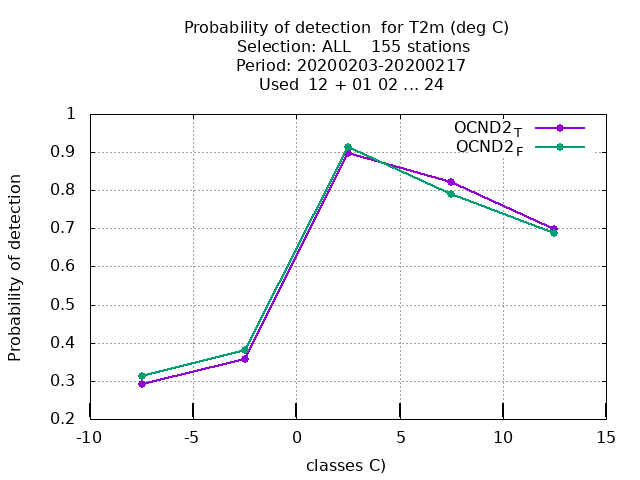 Probability of detection  for T2m (deg C)
Selection: ALL    155 stations
Period: 20200203-20200217
Used  12 + 01 02 ... 24
OCND2T
OCND2F
Probability of detection
1
0.9
0.8
0.7
0.6
0.5
0.4
0.3
0.2
-10 -5 0 5 10 15
classes C)